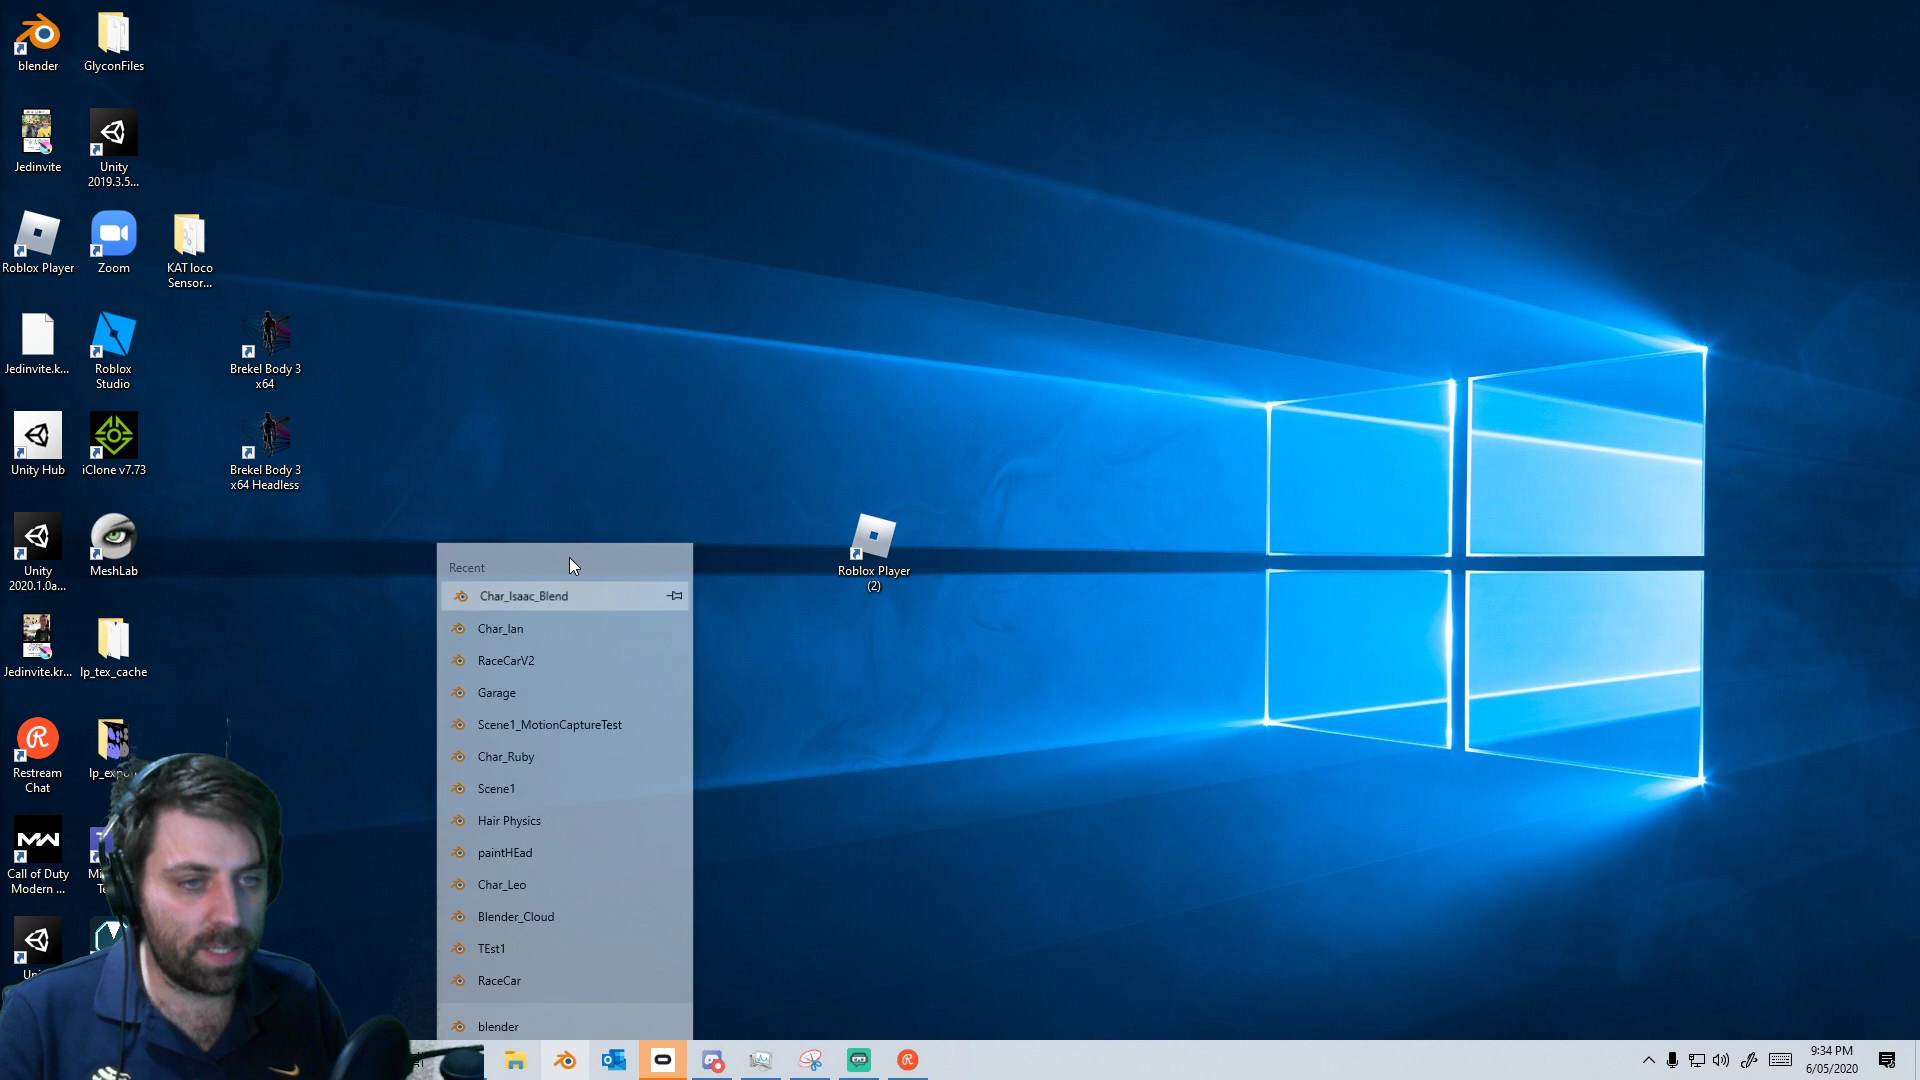 blender
GlyconFiles
Jedinvite
Unity
2019.3.5...
Roblox Player
Zoom
KAT loco
Sensor...
Jedinvite.k...
Roblox
Studio
Brekel Body 3
x64
Unity Hub
iClone v7.73
Brekel Body 3
x64 Headless
Unity
2020.1.0a...
MeshLab
Roblox Player
(2)
Jedinvite.kr...
lp_tex_cache
Restream
Chat
Call of Duty
Modern ...
Recent
Char_Isaac_Blend
Char_Ian
RaceCarV2
Garage
Scene1_MotionCaptureTest
Char_Ruby
Scene1
Hair Physics
paintHEad
Char_Leo
Blender_Cloud
TEst1
RaceCar
blender
9:34 PM
6/05/2020